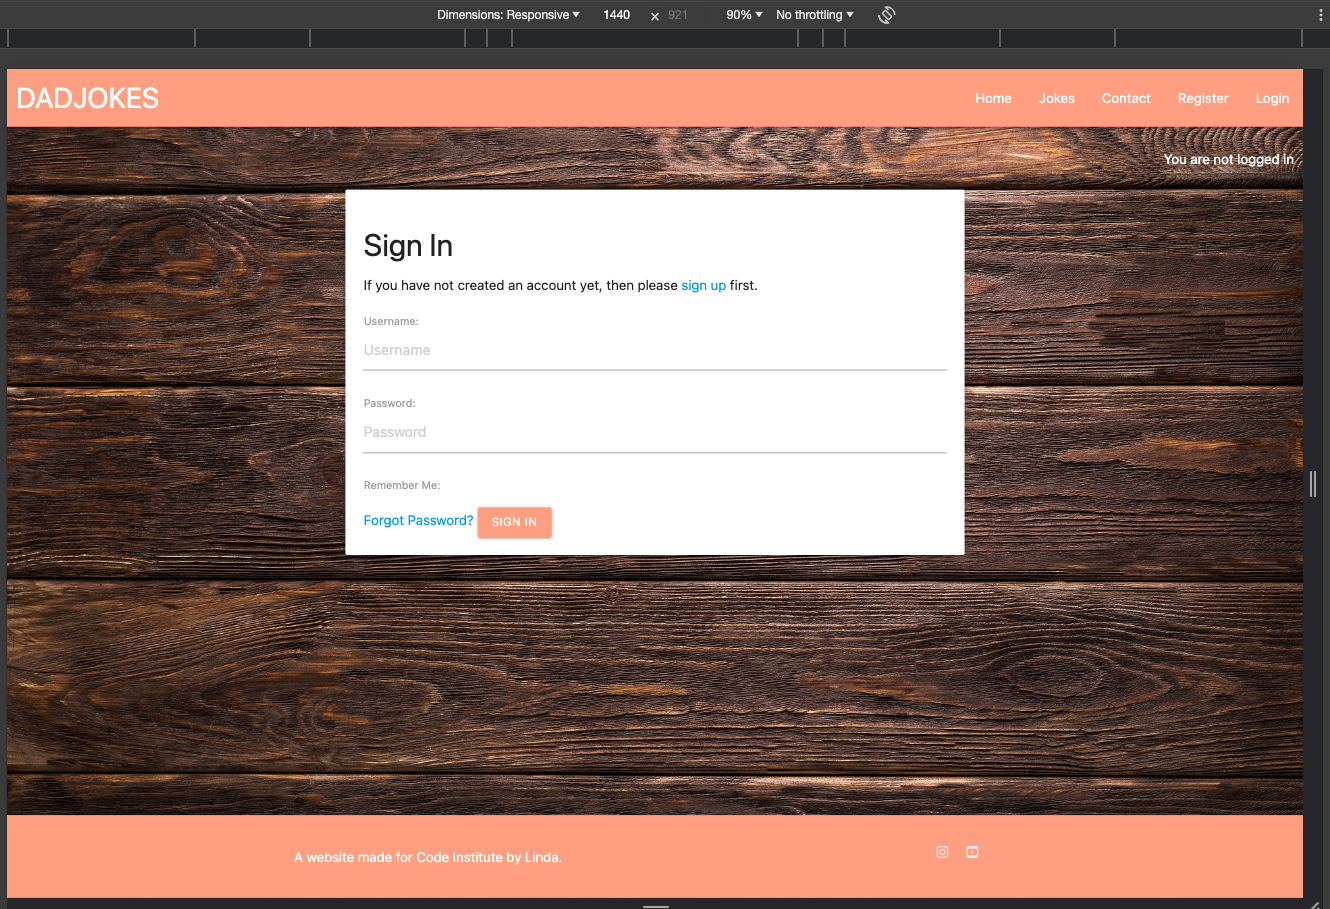 Dimensions: Responsive 1440 x 921 90% No throttling
DADJOKES
Home Jokes Contact Register Login
You are not logged in
Sign In
If you have not created an account yet, then please sign up first.
Username:
Username
Password:
Password
Remember Me:
Forgot Password? SIGN IN
A website made for Code Institute by Linda.